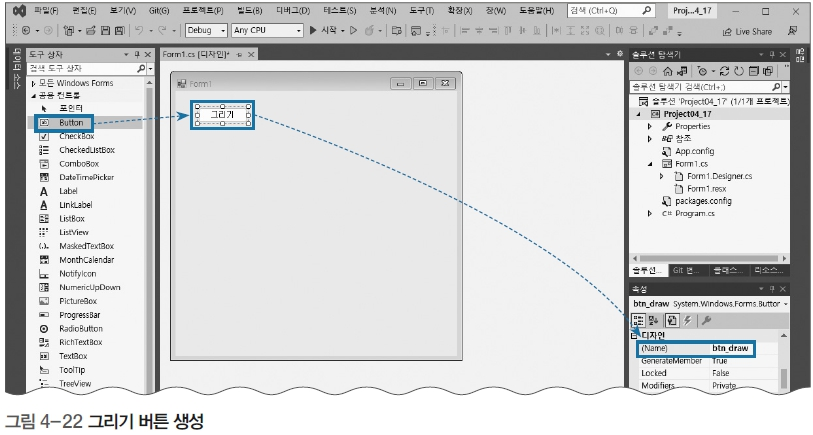 파일(F) 편집(E) 보기(V) Git(G) 프로젝트(P) 빌드(B) 디버그(D) 테스트(S) 분석(N) 도구(T) 확장(X) 창(W) 도움말(H) 검색 (Ctrl+Q) Proj...4_17
Debug Any CPU 시작 Live Share
도구 상자
검색 도구 상자
모든 Windows Forms
공용 컨트롤
포인터
Button
CheckBox
CheckedListBox
ComboBox
DateTimePicker
Label
LinkLabel
ListBox
ListView
MaskedTextBox
MonthCalendar
NotifyIcon
NumericUpDown
PictureBox
ProgressBar
RadioButton
RichTextBox
TextBox
ToolTip
TreeView
Form1.cs [디자인]*
Form1
그리기
솔루션 탐색기
솔루션 탐색기 검색(Ctrl+;)
솔루션 'Project04_17' (1/1개 프로젝트)
Project04_17
Properties
참조
App.config
Form1.cs
Form1.Designer.cs
Form1.resx
packages.config
C# Program.cs
솔루션... Git 변... 클래스... 리소스...
속성
btn_draw System.Windows.Forms.Button
디자인
(Name) btn_draw
GenerateMember True
Locked False
Modifiers Private
그림 4-22 그리기 버튼 생성